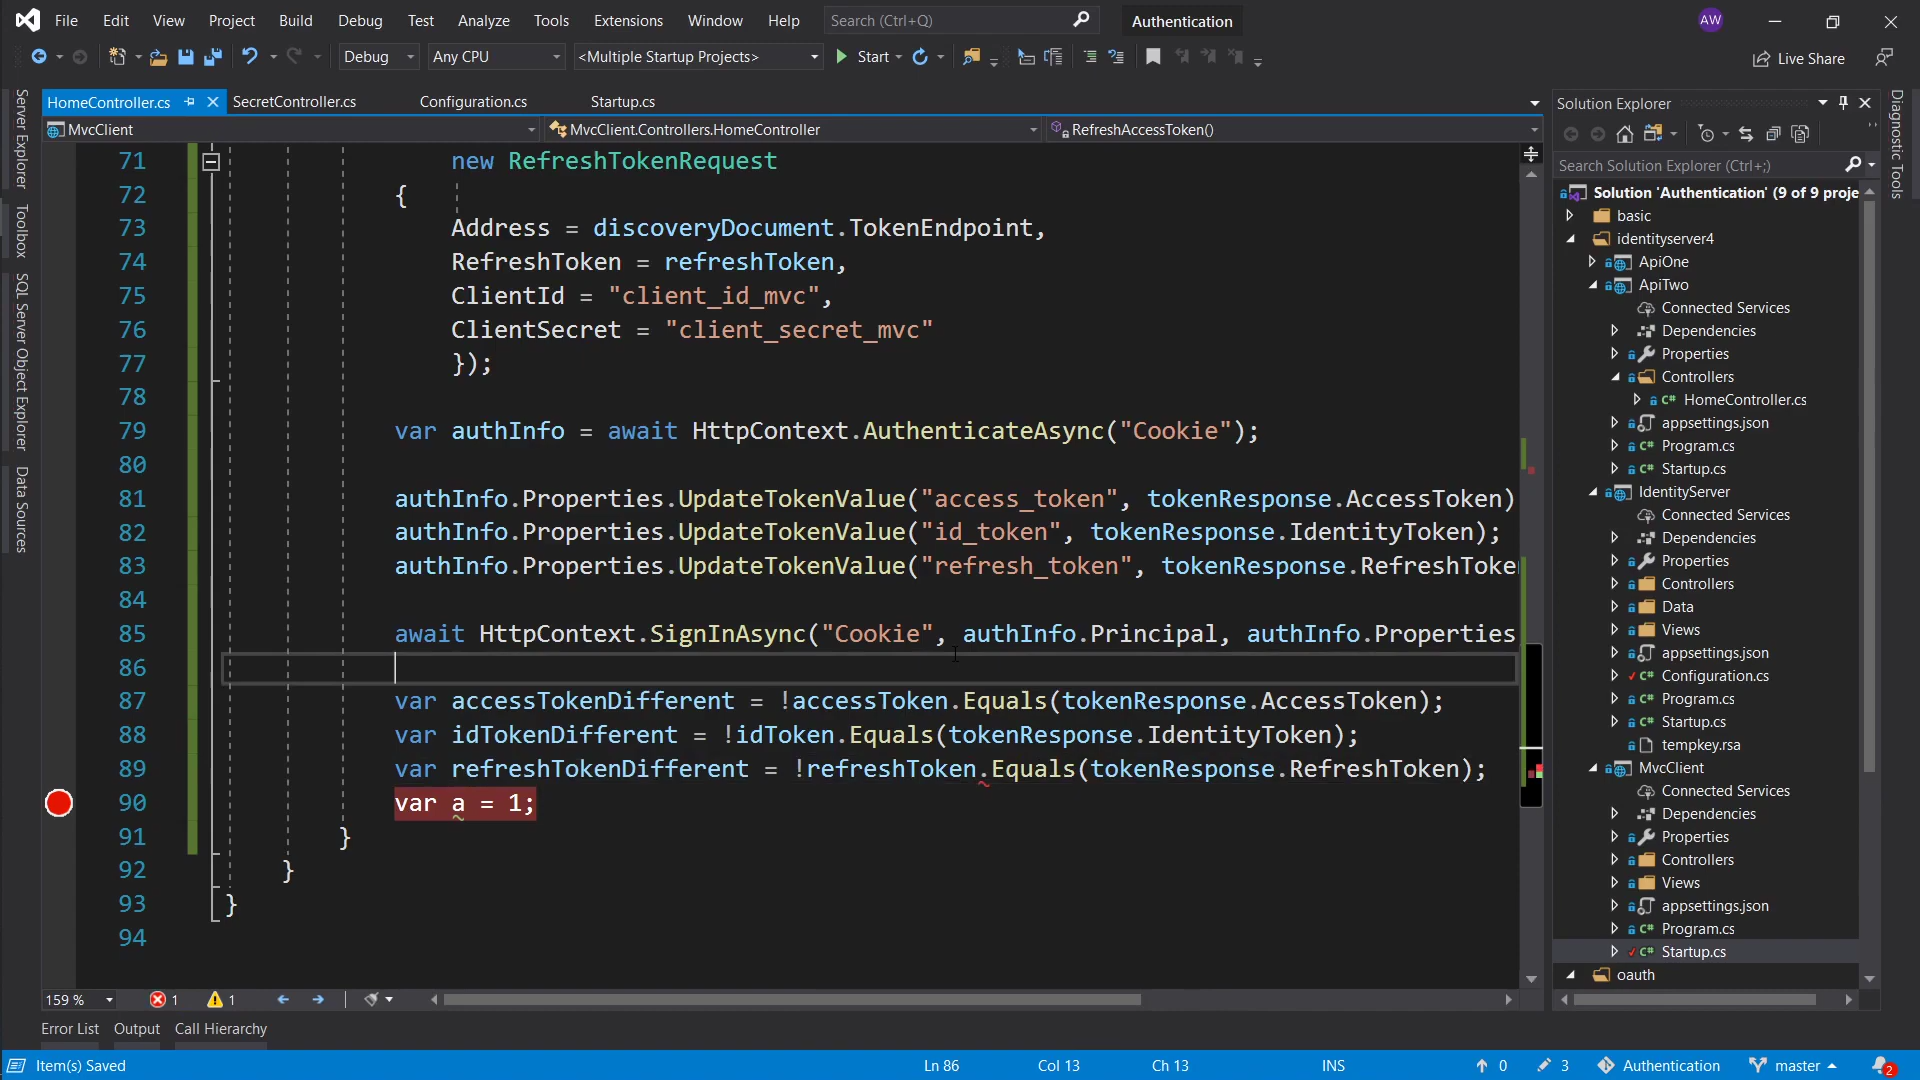 File Edit View Project Build Debug Test Analyze Tools Extensions Window Help Search (Ctrl+Q) Authentication AW
Debug Any CPU <Multiple Startup Projects> Start Live Share
HomeController.cs SecretController.cs Configuration.cs Startup.cs
MvcClient MvcClient.Controllers.HomeController RefreshAccessToken()
Server Explorer
Toolbox
SQL Server Object Explorer
Data Sources
71 new RefreshTokenRequest
72 {
73 Address = discoveryDocument.TokenEndpoint,
74 RefreshToken = refreshToken,
75 ClientId = "client_id_mvc",
76 ClientSecret = "client_secret_mvc"
77 });
78
79 var authInfo = await HttpContext.AuthenticateAsync("Cookie");
80
81 authInfo.Properties.UpdateTokenValue("access_token", tokenResponse.AccessToken)
82 authInfo.Properties.UpdateTokenValue("id_token", tokenResponse.IdentityToken);
83 authInfo.Properties.UpdateTokenValue("refresh_token", tokenResponse.RefreshToke
84
85 await HttpContext.SignInAsync("Cookie", authInfo.Principal, authInfo.Properties
86
87 var accessTokenDifferent = !accessToken.Equals(tokenResponse.AccessToken);
88 var idTokenDifferent = !idToken.Equals(tokenResponse.IdentityToken);
89 var refreshTokenDifferent = !refreshToken.Equals(tokenResponse.RefreshToken);
90 var a = 1;
91 }
92 }
93 }
94
159 % 1 1
Error List Output Call Hierarchy
Item(s) Saved Ln 86 Col 13 Ch 13 INS 0 3 Authentication master 2
Solution Explorer
Search Solution Explorer (Ctrl+;)
Solution 'Authentication' (9 of 9 proje
basic
identityserver4
ApiOne
ApiTwo
Connected Services
Dependencies
Properties
Controllers
C# HomeController.cs
appsettings.json
C# Program.cs
C# Startup.cs
IdentityServer
Connected Services
Dependencies
Properties
Controllers
Data
Views
appsettings.json
C# Configuration.cs
C# Program.cs
C# Startup.cs
tempkey.rsa
MvcClient
Connected Services
Dependencies
Properties
Controllers
Views
appsettings.json
C# Program.cs
C# Startup.cs
oauth
Diagnostic Tools